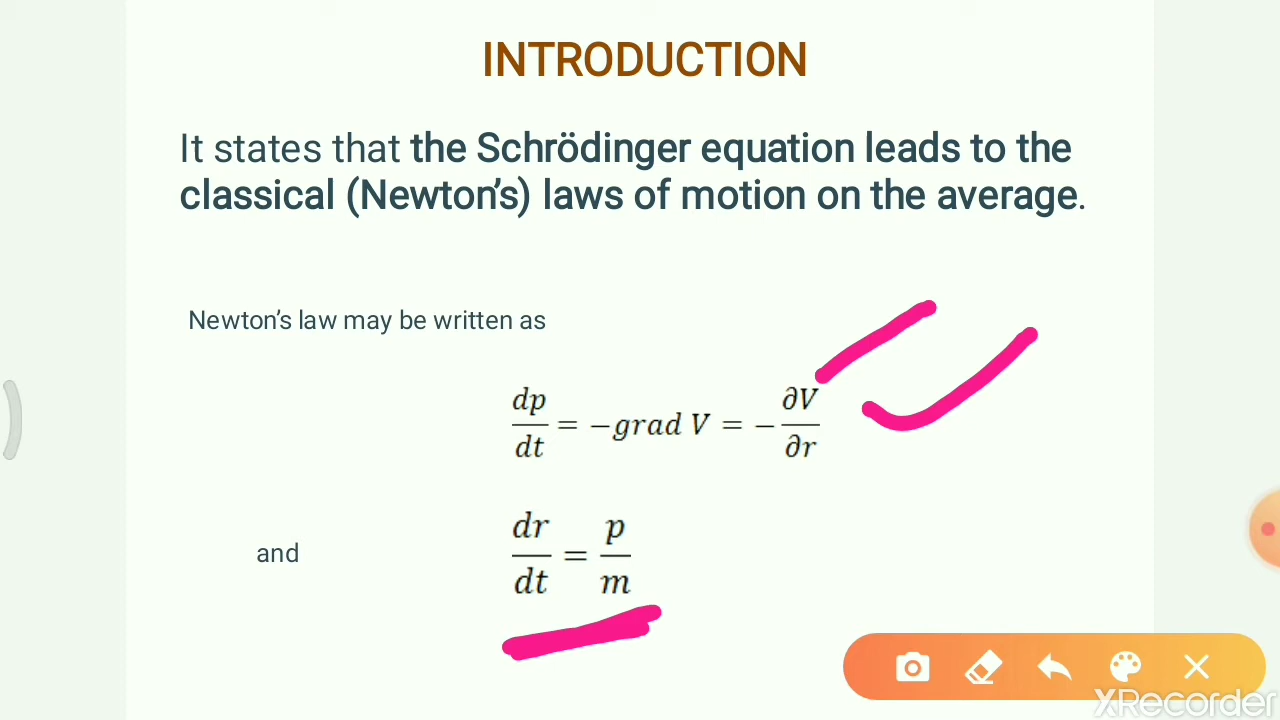 INTRODUCTION
It states that the Schrödinger equation leads to the
classical (Newton's) laws of motion on the average.
Newton's law may be written as
dp/dt = −grad V = − ∂V/∂r
and dr/dt = p/m
XRecorder